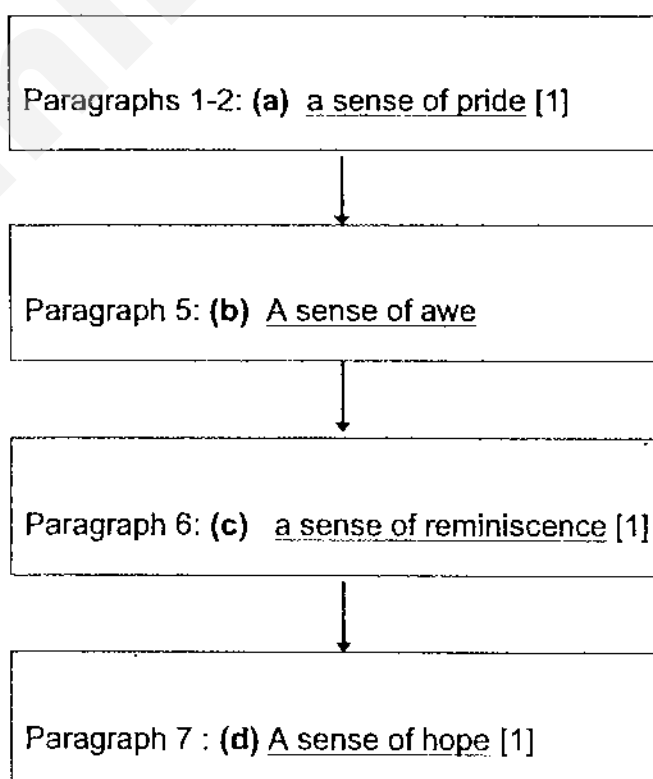 Paragraphs 1-2: (a) a sense of pride [1]
Paragraph 5: (b) A sense of awe
Paragraph 6: (c) a sense of reminiscence [1]
Paragraph 7 : (d) A sense of hope [1]